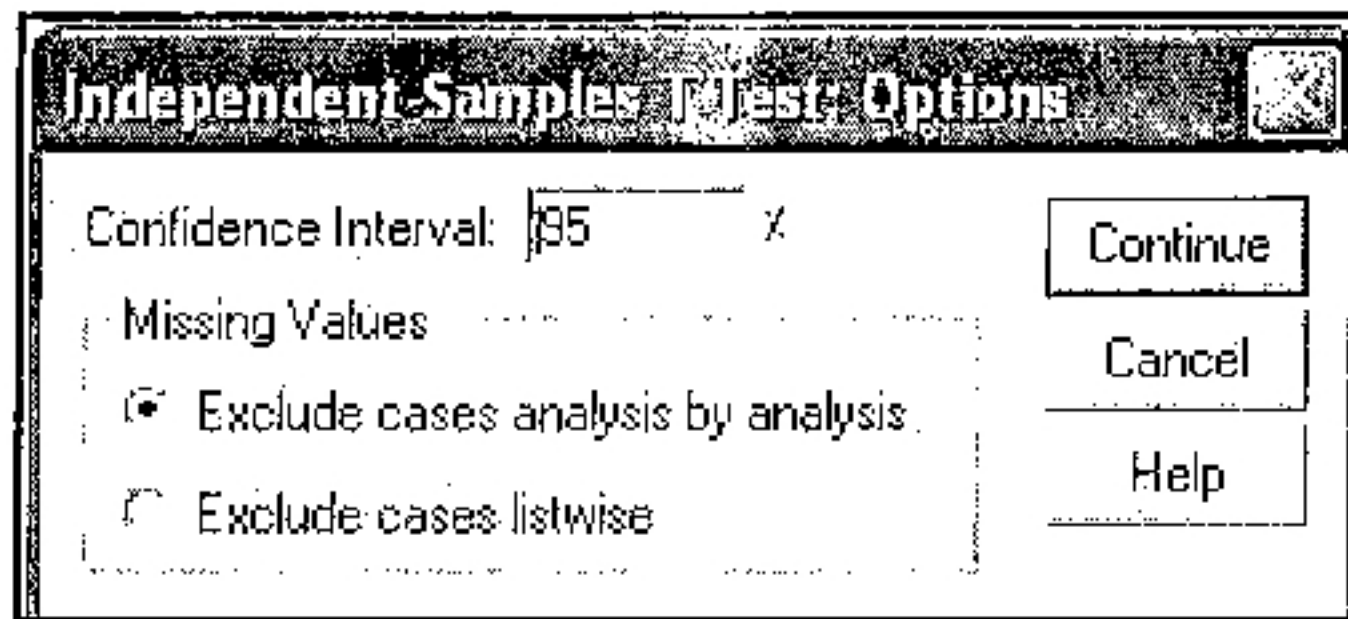 Independent-Samples T Test: Options
Confidence Interval: 95 %
Continue
Missing Values
Cancel
Exclude cases analysis by analysis
Help
Exclude cases listwise